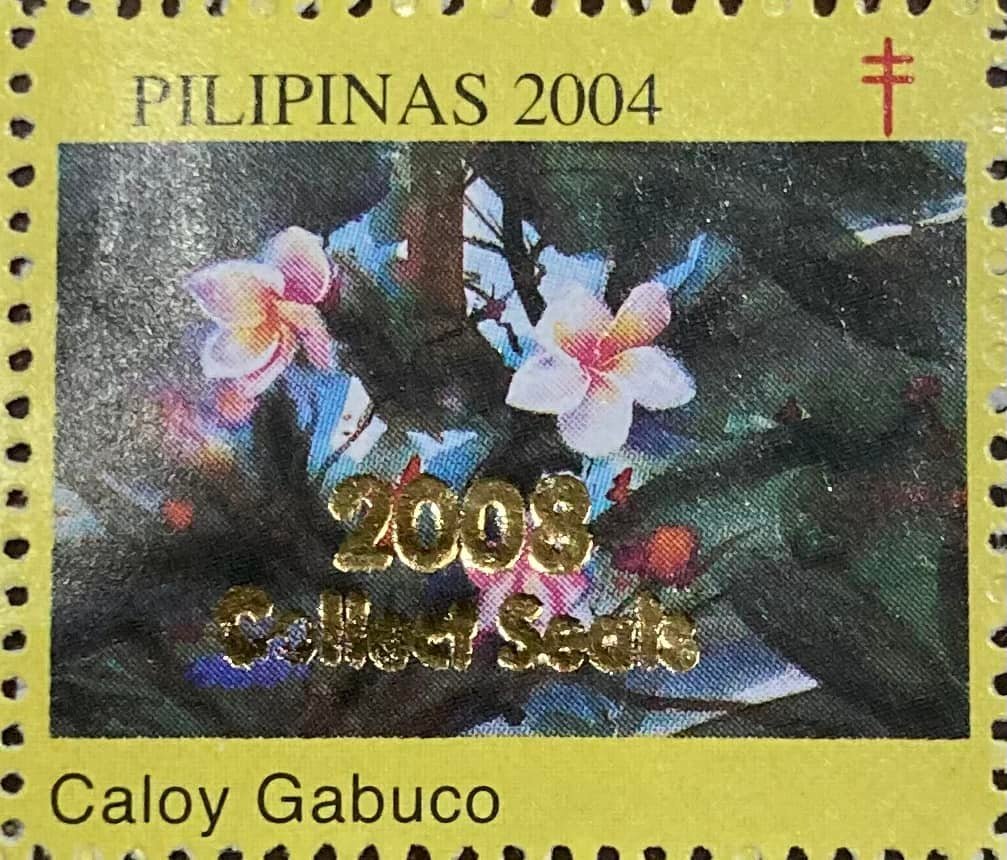 PILIPINAS 2004
2008
Collect Seals
Caloy Gabuco